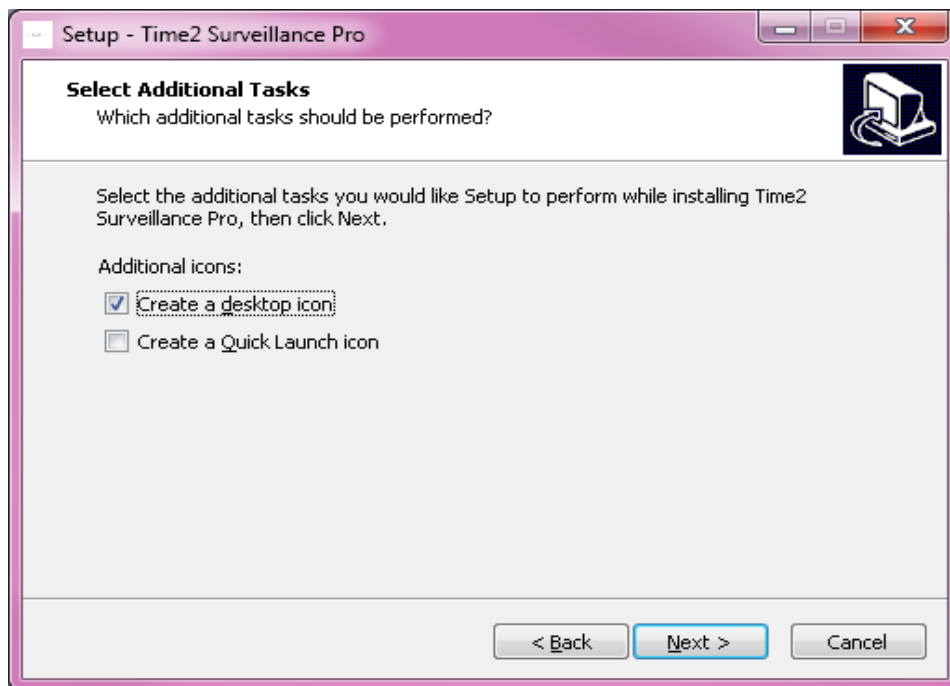 Setup - Time2 Surveillance Pro
Select Additional Tasks
Which additional tasks should be performed?
Select the additional tasks you would like Setup to perform while installing Time2
Surveillance Pro, then click Next.
Additional icons:
Create a desktop icon
Create a Quick Launch icon
< Back
Next >
Cancel